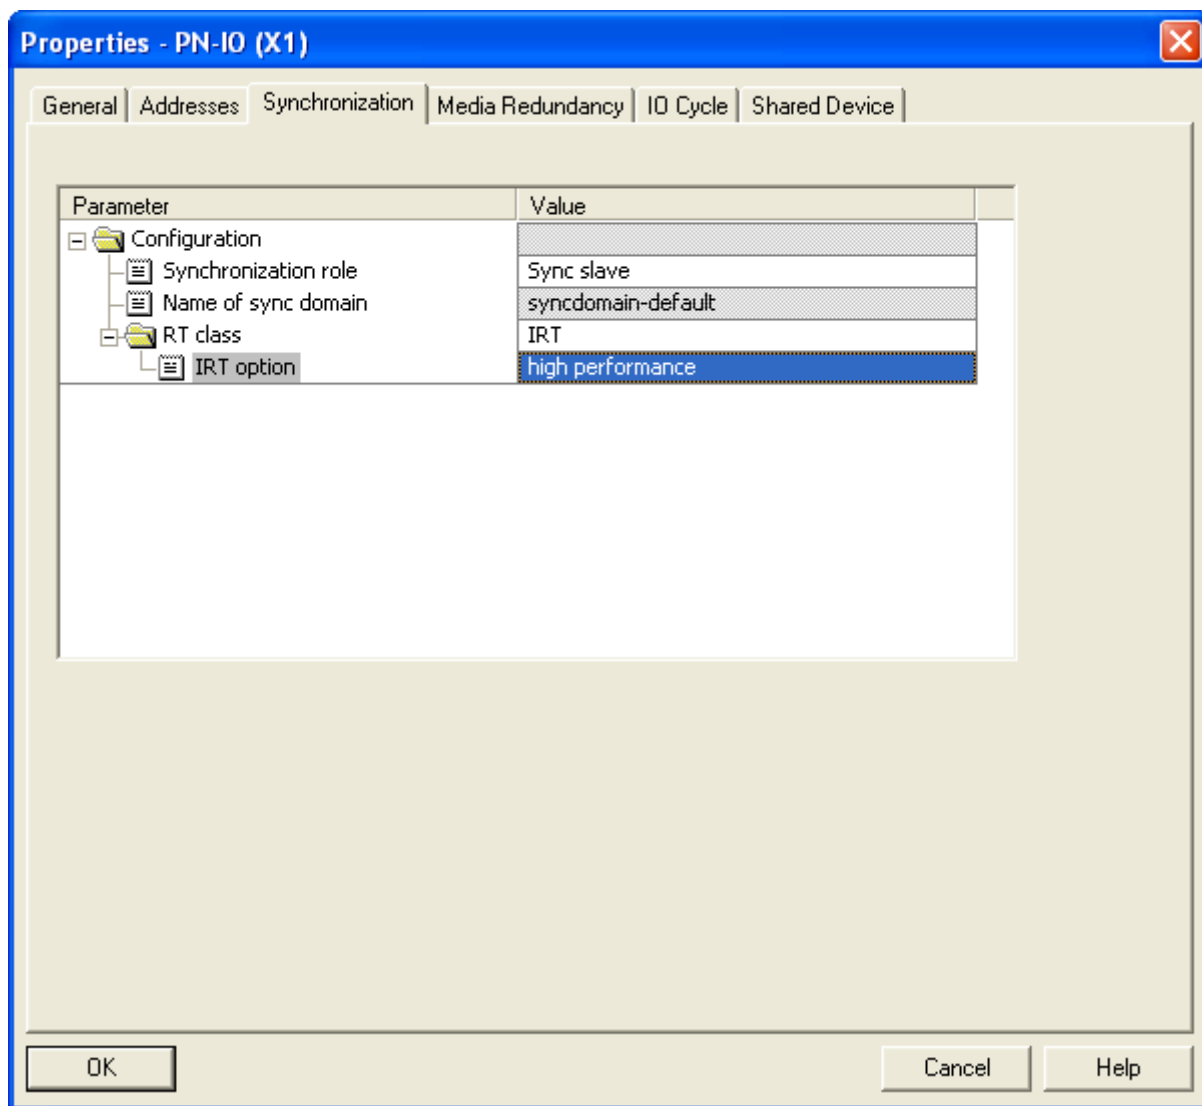 Properties - PN-IO (X1)
General Addresses Synchronization Media Redundancy IO Cycle Shared Device
Parameter Value
Configuration
Synchronization role Sync slave
Name of sync domain syncdomain-default
RT class IRT
IRT option high performance
OK Cancel Help